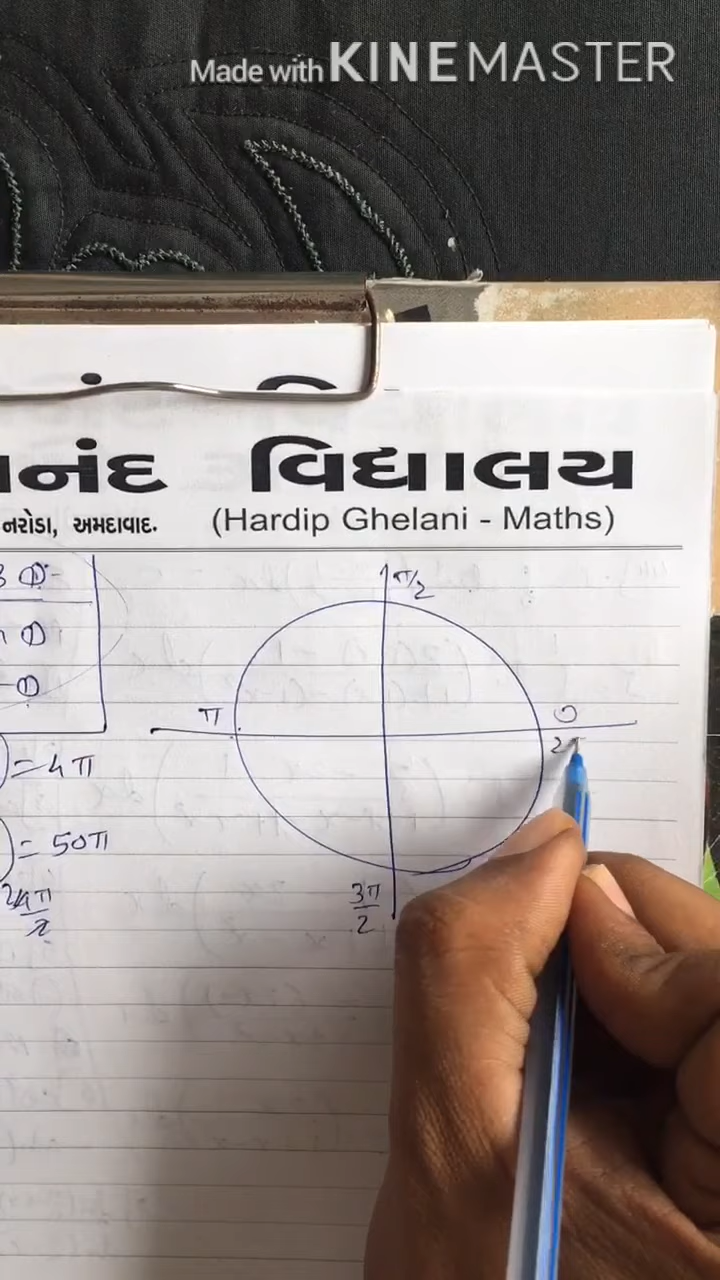 Made with KINEMASTER
નંદ વિદ્યાલય
નરોડા, અમદાવાદ. (Hardip Ghelani - Maths)
π/2
π
0
2π
) = 4π
) = 50π
3π
2